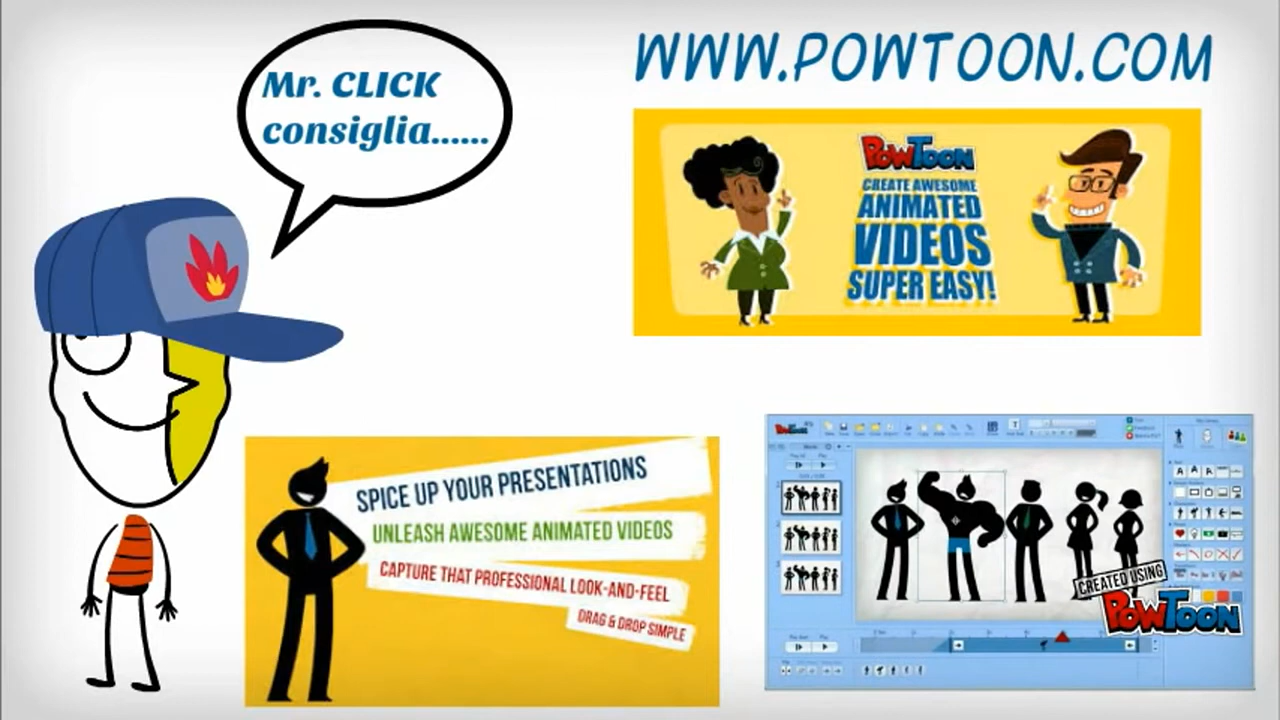 Mr. CLICK
consiglia......
WWW.POWTOON.COM
POWTOON
CREATE AWESOME
ANIMATED
VIDEOS
SUPER EASY!
SPICE UP YOUR PRESENTATIONS
UNLEASH AWESOME ANIMATED VIDEOS
CAPTURE THAT PROFESSIONAL LOOK-AND-FEEL
DRAG & DROP SIMPLE
POWTOON
CREATED USING
POWTOON